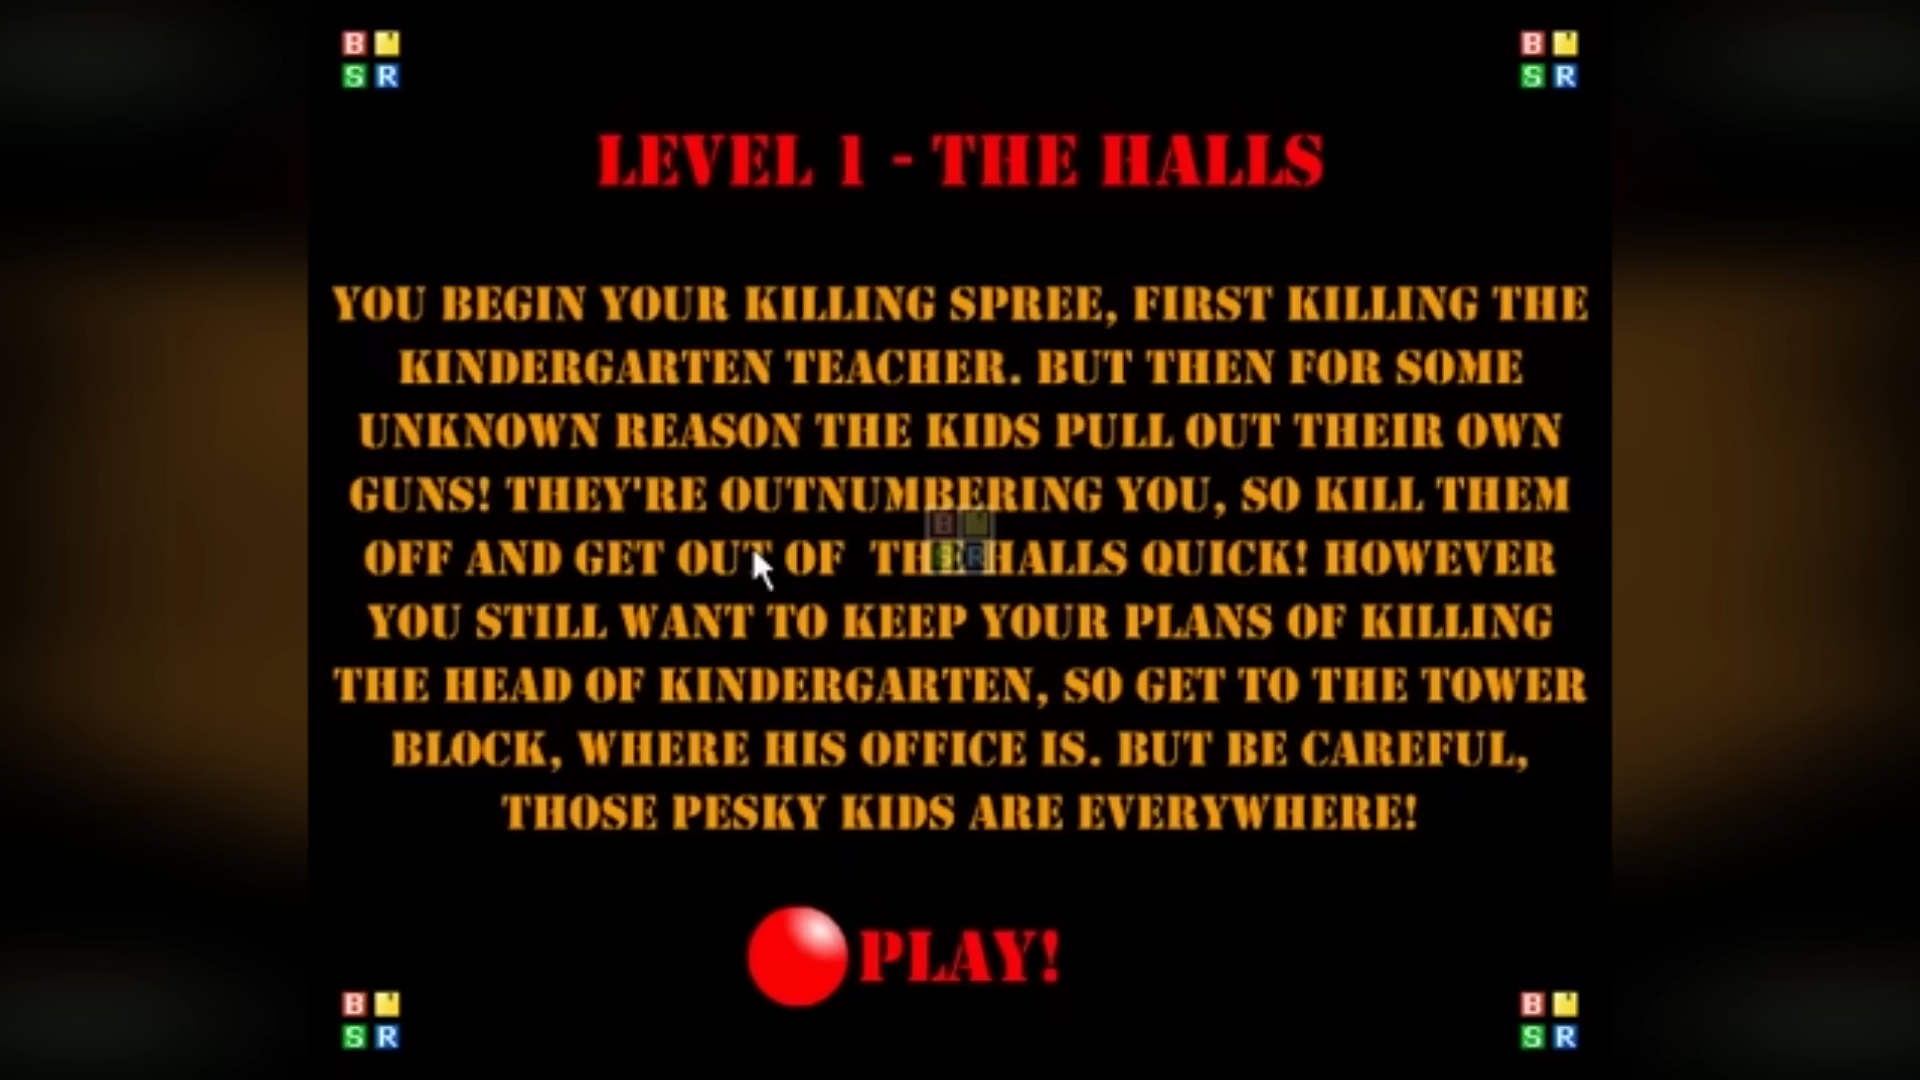 B
S R
B
S R
LEVEL 1 - THE HALLS
YOU BEGIN YOUR KILLING SPREE, FIRST KILLING THE
KINDERGARTEN TEACHER. BUT THEN FOR SOME
UNKNOWN REASON THE KIDS PULL OUT THEIR OWN
GUNS! THEY'RE OUTNUMBERING YOU, SO KILL THEM
OFF AND GET OUT OF THE HALLS QUICK! HOWEVER
YOU STILL WANT TO KEEP YOUR PLANS OF KILLING
THE HEAD OF KINDERGARTEN, SO GET TO THE TOWER
BLOCK, WHERE HIS OFFICE IS. BUT BE CAREFUL,
THOSE PESKY KIDS ARE EVERYWHERE!
B
S R
PLAY!
B
S R
B
S R